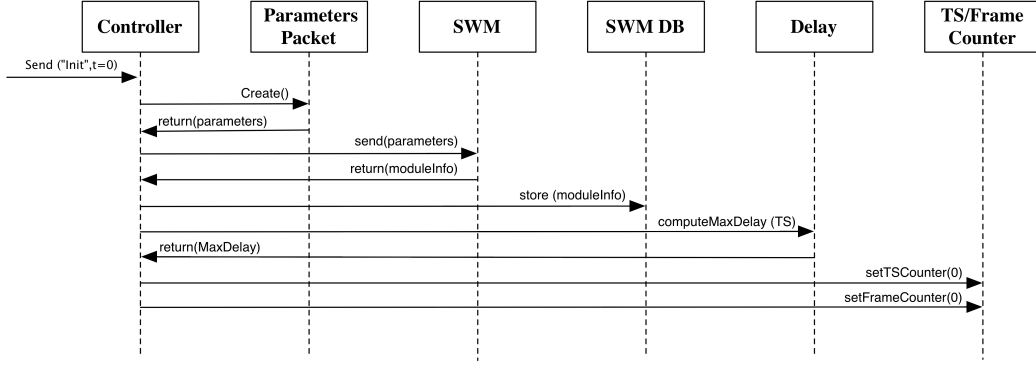 Controller
Parameters
Packet
SWM
SWM DB
Delay
TS/Frame
Counter
Send ("Init",t=0)
Create()
return(parameters)
send(parameters)
return(moduleInfo)
store (moduleInfo)
computeMaxDelay (TS)
return(MaxDelay)
setTSCounter(0)
setFrameCounter(0)